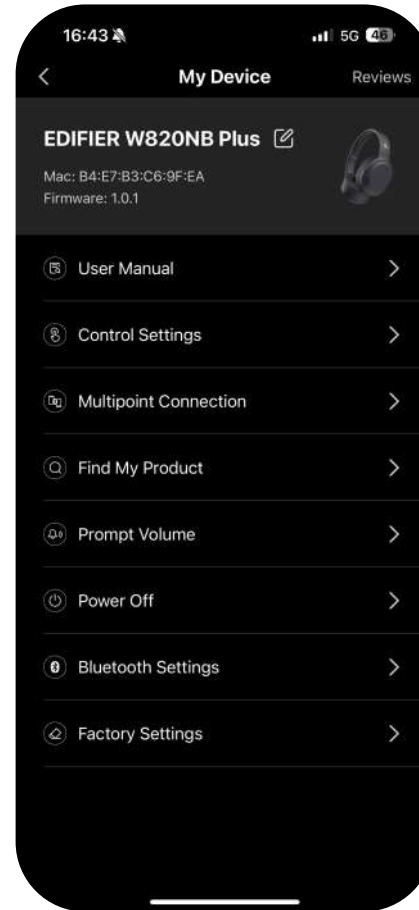 16:43 5G 46
My Device Reviews
EDIFIER W820NB Plus
Mac: B4:E7:B3:C6:9F:EA
Firmware: 1.0.1
User Manual
Control Settings
Multipoint Connection
Find My Product
Prompt Volume
Power Off
Bluetooth Settings
Factory Settings